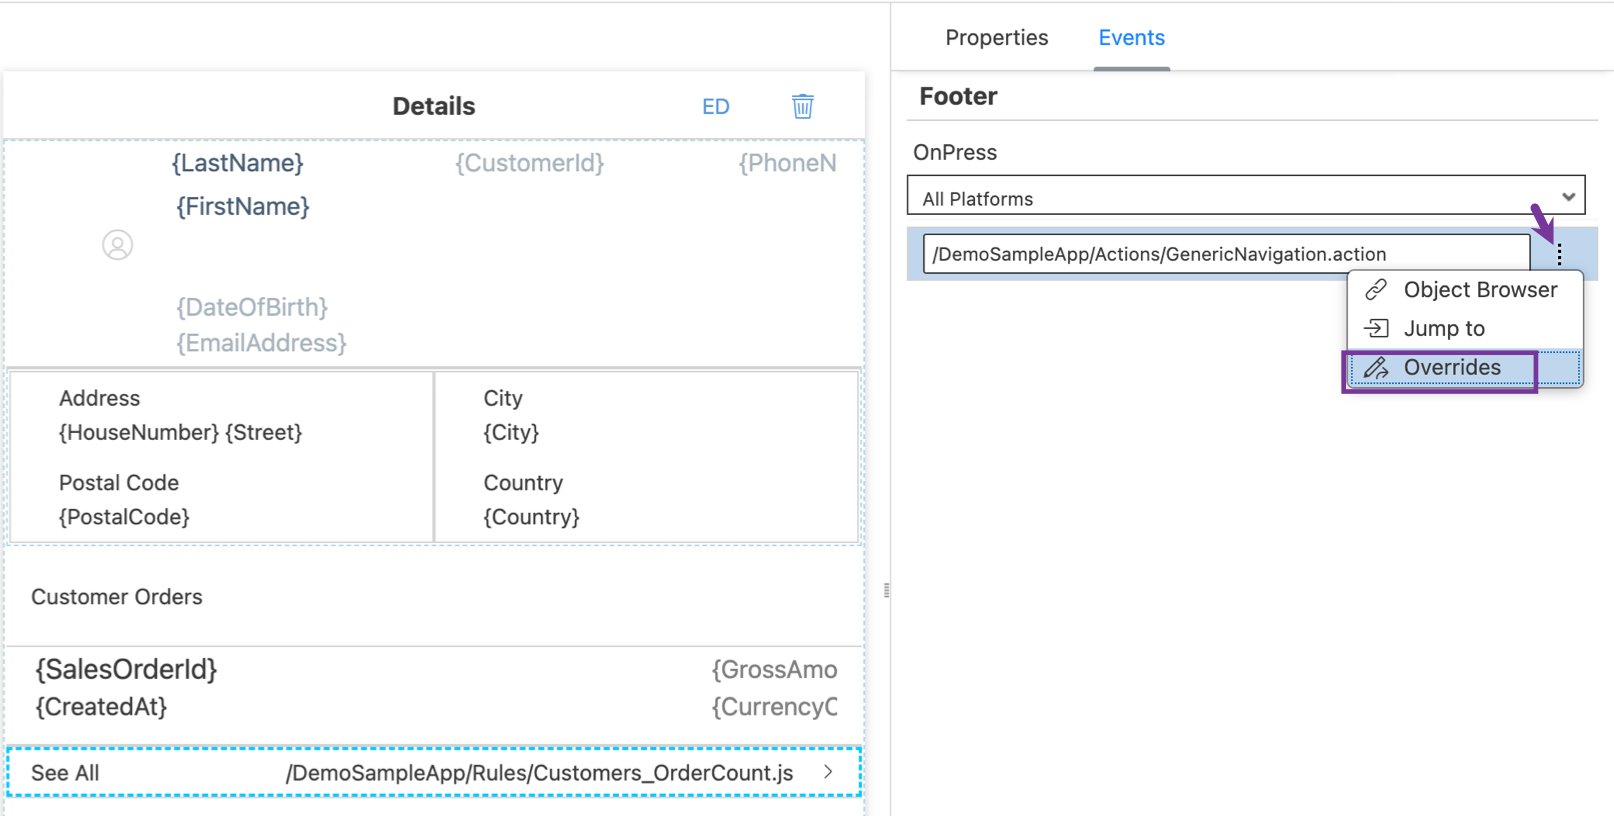 Properties Events
Details ED
Footer
OnPress
{LastName} {CustomerId} {PhoneN
All Platforms
{FirstName}
/DemoSampleApp/Actions/GenericNavigation.action
Object Browser
Jump to
Overrides
{DateOfBirth}
{EmailAddress}
Address City
{HouseNumber} {Street} {City}
Postal Code Country
{PostalCode} {Country}
Customer Orders
{SalesOrderId} {GrossAmo
{CreatedAt} {CurrencyC
See All /DemoSampleApp/Rules/Customers_OrderCount.js